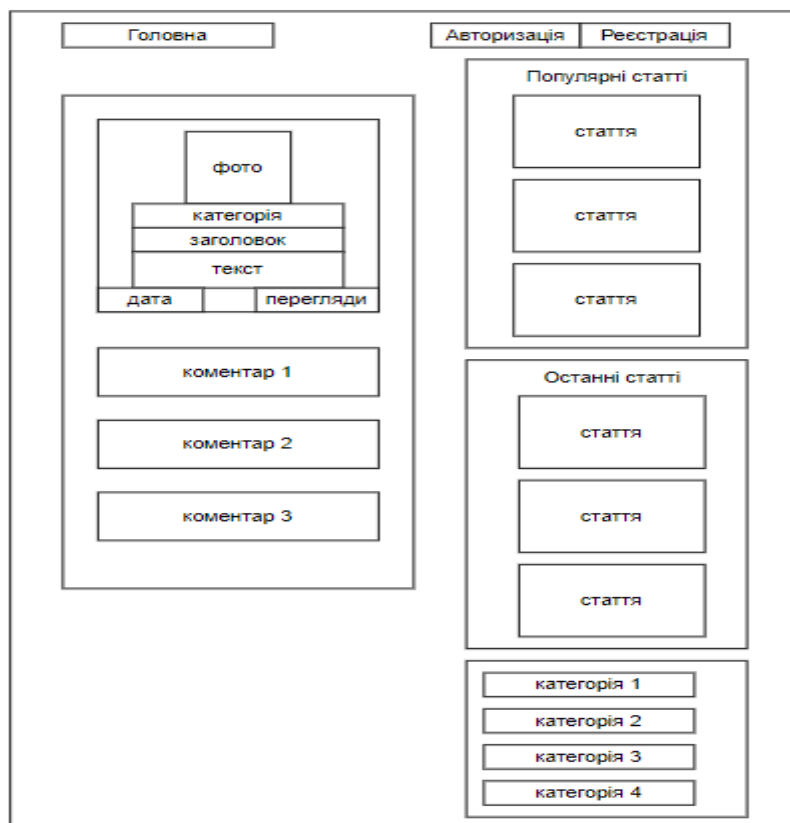 Головна
Авторизація
Реєстрація
фото
категорія
заголовок
текст
дата
перегляди
коментар 1
коментар 2
коментар 3
Популярні статті
стаття
стаття
стаття
Останні статті
стаття
стаття
стаття
категорія 1
категорія 2
категорія 3
категорія 4